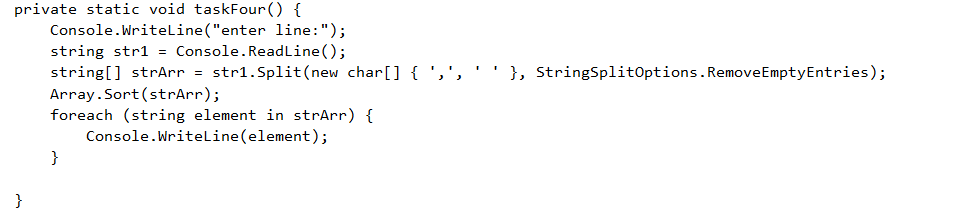 private static void taskFour() {
Console.WriteLine("enter line:");
string str1 = Console.ReadLine();
string[] strArr = str1.Split(new char[] { ',', ' ' }, StringSplitOptions.RemoveEmptyEntries);
Array.Sort(strArr);
foreach (string element in strArr) {
Console.WriteLine(element);
}
}